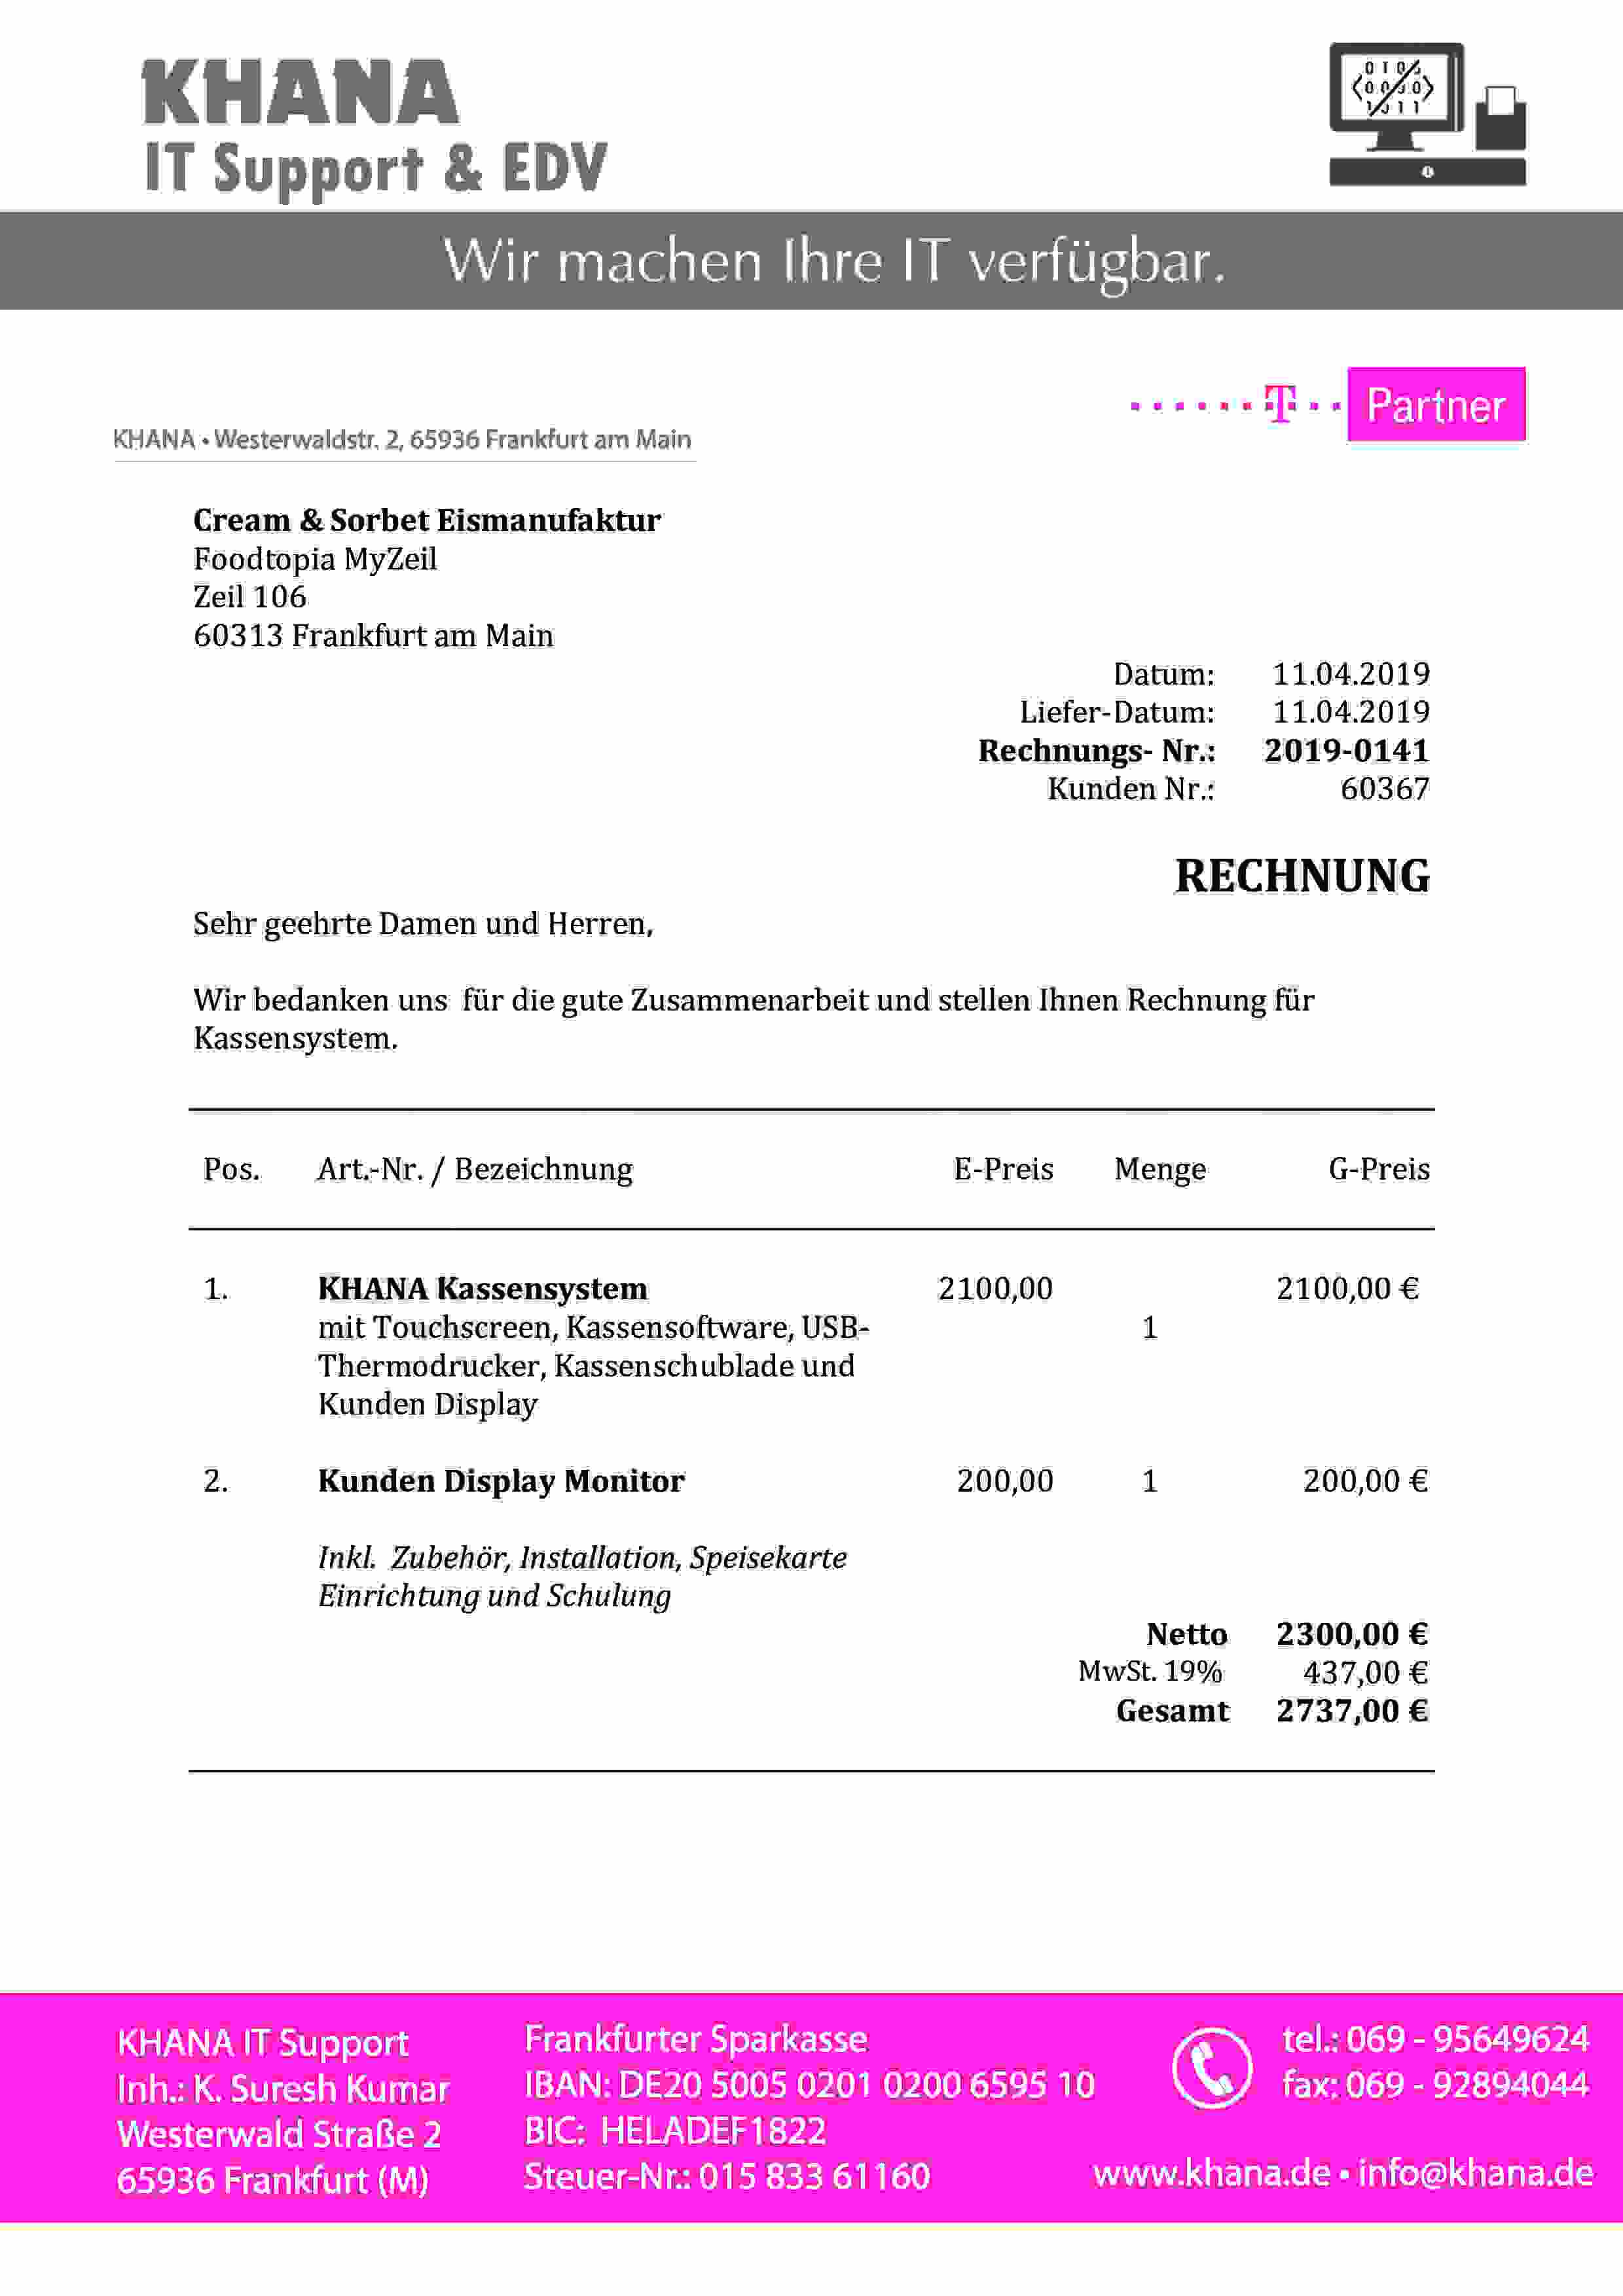 KHANA
IT Support & EDV
Wir machen Ihre IT verfügbar.
T Partner
KHANA • Westerwaldstr. 2, 65936 Frankfurt am Main
Cream & Sorbet Eismanufaktur
Foodtopia MyZeil
Zeil 106
60313 Frankfurt am Main
Datum: 11.04.2019
Liefer-Datum: 11.04.2019
Rechnungs- Nr.: 2019-0141
Kunden Nr.: 60367
RECHNUNG
Sehr geehrte Damen und Herren,
Wir bedanken uns für die gute Zusammenarbeit und stellen Ihnen Rechnung für
Kassensystem.
Pos. Art.-Nr. / Bezeichnung E-Preis Menge G-Preis
1. KHANA Kassensystem 2100,00 2100,00 €
mit Touchscreen, Kassensoftware, USB- 1
Thermodrucker, Kassenschublade und
Kunden Display
2. Kunden Display Monitor 200,00 1 200,00 €
Inkl. Zubehör, Installation, Speisekarte
Einrichtung und Schulung
Netto 2300,00 €
MwSt. 19% 437,00 €
Gesamt 2737,00 €
KHANA IT Support
Inh.: K. Suresh Kumar
Westerwald Straße 2
65936 Frankfurt (M)
Frankfurter Sparkasse
IBAN: DE20 5005 0201 0200 6595 10
BIC: HELADEF1822
Steuer-Nr.: 015 833 61160
tel.: 069 - 95649624
fax: 069 - 92894044
www.khana.de • info@khana.de